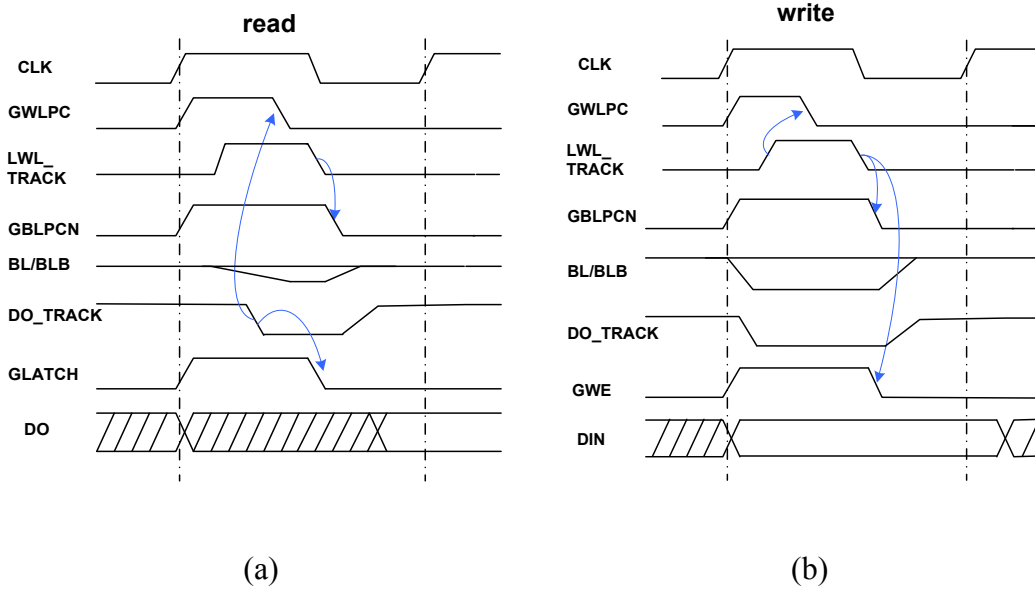 read
CLK
GWLPC
LWL_
TRACK
GBLPCN
BL/BLB
DO_TRACK
GLATCH
DO
(a)
write
CLK
GWLPC
LWL_
TRACK
GBLPCN
BL/BLB
DO_TRACK
GWE
DIN
(b)